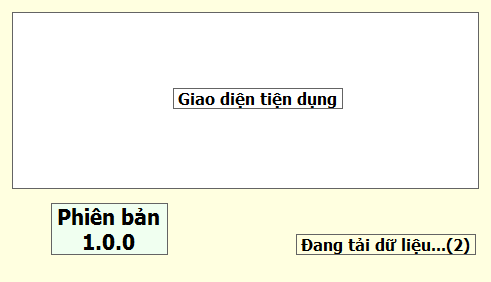 Giao diện tiện dụng
Phiên bản
1.0.0
Đang tải dữ liệu...(2)